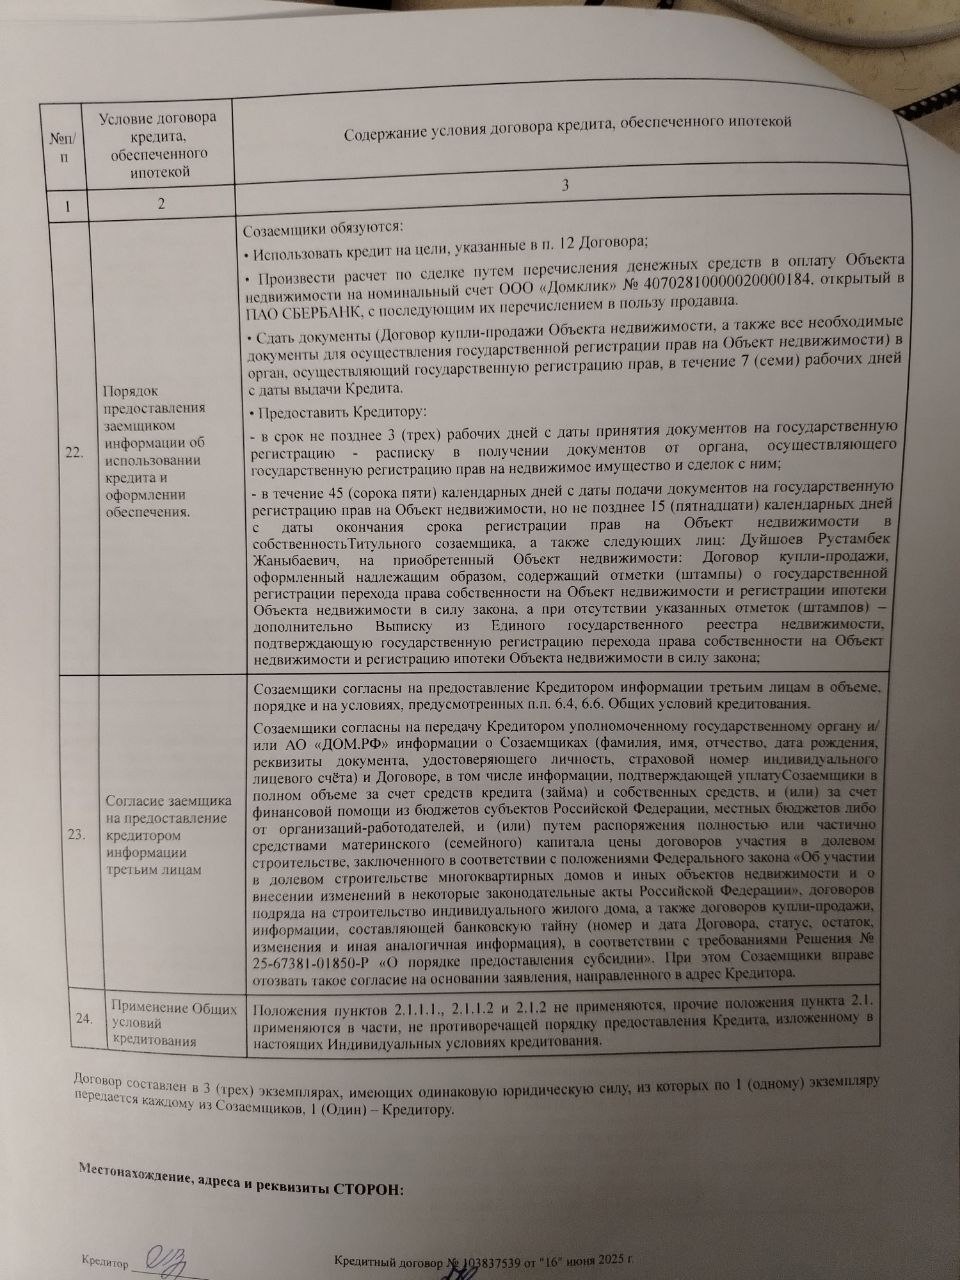 №п/
п
Условие договора
кредита,
обеспеченного
ипотекой
Содержание условия договора кредита, обеспеченного ипотекой
1
2
3
22.
Порядок
предоставления
заемщиком
информации об
использовании
кредита и
оформлении
обеспечения.
Созаемщики обязуются:
• Использовать кредит на цели, указанные в п. 12 Договора;
• Произвести расчет по сделке путем перечисления денежных средств в оплату Объекта
недвижимости на номинальный счет ООО «Домклик» № 40702810000020000184, открытый в
ПАО СБЕРБАНК, с последующим их перечислением в пользу продавца.
• Сдать документы (Договор купли-продажи Объекта недвижимости, а также все необходимые
документы для осуществления государственной регистрации прав на Объект недвижимости) в
орган, осуществляющий государственную регистрацию прав, в течение 7 (семи) рабочих дней
с даты выдачи Кредита.
• Предоставить Кредитору:
- в срок не позднее 3 (трех) рабочих дней с даты принятия документов на государственную
регистрацию - расписку в получении документов от органа, осуществляющего
государственную регистрацию прав на недвижимое имущество и сделок с ним;
- в течение 45 (сорока пяти) календарных дней с даты подачи документов на государственную
регистрацию прав на Объект недвижимости, но не позднее 15 (пятнадцати) календарных дней
с даты окончания срока регистрации прав на Объект недвижимости в
собственностьТитульного созаемщика, а также следующих лиц: Дуйшоев Рустамбек
Жаныбаевич, на приобретенный Объект недвижимости: Договор купли-продажи,
оформленный надлежащим образом, содержащий отметки (штампы) о государственной
регистрации перехода права собственности на Объект недвижимости и регистрации ипотеки
Объекта недвижимости в силу закона, а при отсутствии указанных отметок (штампов) –
дополнительно Выписку из Единого государственного реестра недвижимости,
подтверждающую государственную регистрацию перехода права собственности на Объект
недвижимости и регистрацию ипотеки Объекта недвижимости в силу закона;
23.
Согласие заемщика
на предоставление
кредитором
информации
третьим лицам
Созаемщики согласны на предоставление Кредитором информации третьим лицам в объеме,
порядке и на условиях, предусмотренных п.п. 6.4, 6.6. Общих условий кредитования.
Созаемщики согласны на передачу Кредитором уполномоченному государственному органу и/
или АО «ДОМ.РФ» информации о Созаемщиках (фамилия, имя, отчество, дата рождения,
реквизиты документа, удостоверяющего личность, страховой номер индивидуального
лицевого счёта) и Договоре, в том числе информации, подтверждающей уплатуСозаемщики в
полном объеме за счет средств кредита (займа) и собственных средств, и (или) за счет
финансовой помощи из бюджетов субъектов Российской Федерации, местных бюджетов либо
от организаций-работодателей, и (или) путем распоряжения полностью или частично
средствами материнского (семейного) капитала цены договоров участия в долевом
строительстве, заключенного в соответствии с положениями Федерального закона «Об участии
в долевом строительстве многоквартирных домов и иных объектов недвижимости и о
внесении изменений в некоторые законодательные акты Российской Федерации», договоров
подряда на строительство индивидуального жилого дома, а также договоров купли-продажи,
информации, составляющей банковскую тайну (номер и дата Договора, статус, остаток,
изменения и иная аналогичная информация), в соответствии с требованиями Решения №
25-67381-01850-Р «О порядке предоставления субсидии». При этом Созаемщики вправе
отозвать такое согласие на основании заявления, направленного в адрес Кредитора.
24.
Применение Общих
условий
кредитования
Положения пунктов 2.1.1.1., 2.1.1.2 и 2.1.2 не применяются, прочие положения пункта 2.1.
применяются в части, не противоречащей порядку предоставления Кредита, изложенному в
настоящих Индивидуальных условиях кредитования.
Договор составлен в 3 (трех) экземплярах, имеющих одинаковую юридическую силу, из которых по 1 (одному) экземпляру
передается каждому из Созаемщиков, 1 (Один) – Кредитору.
Местонахождение, адреса и реквизиты СТОРОН:
Кредитор
Кредитный договор № 103837539 от "16" июня 2025 г